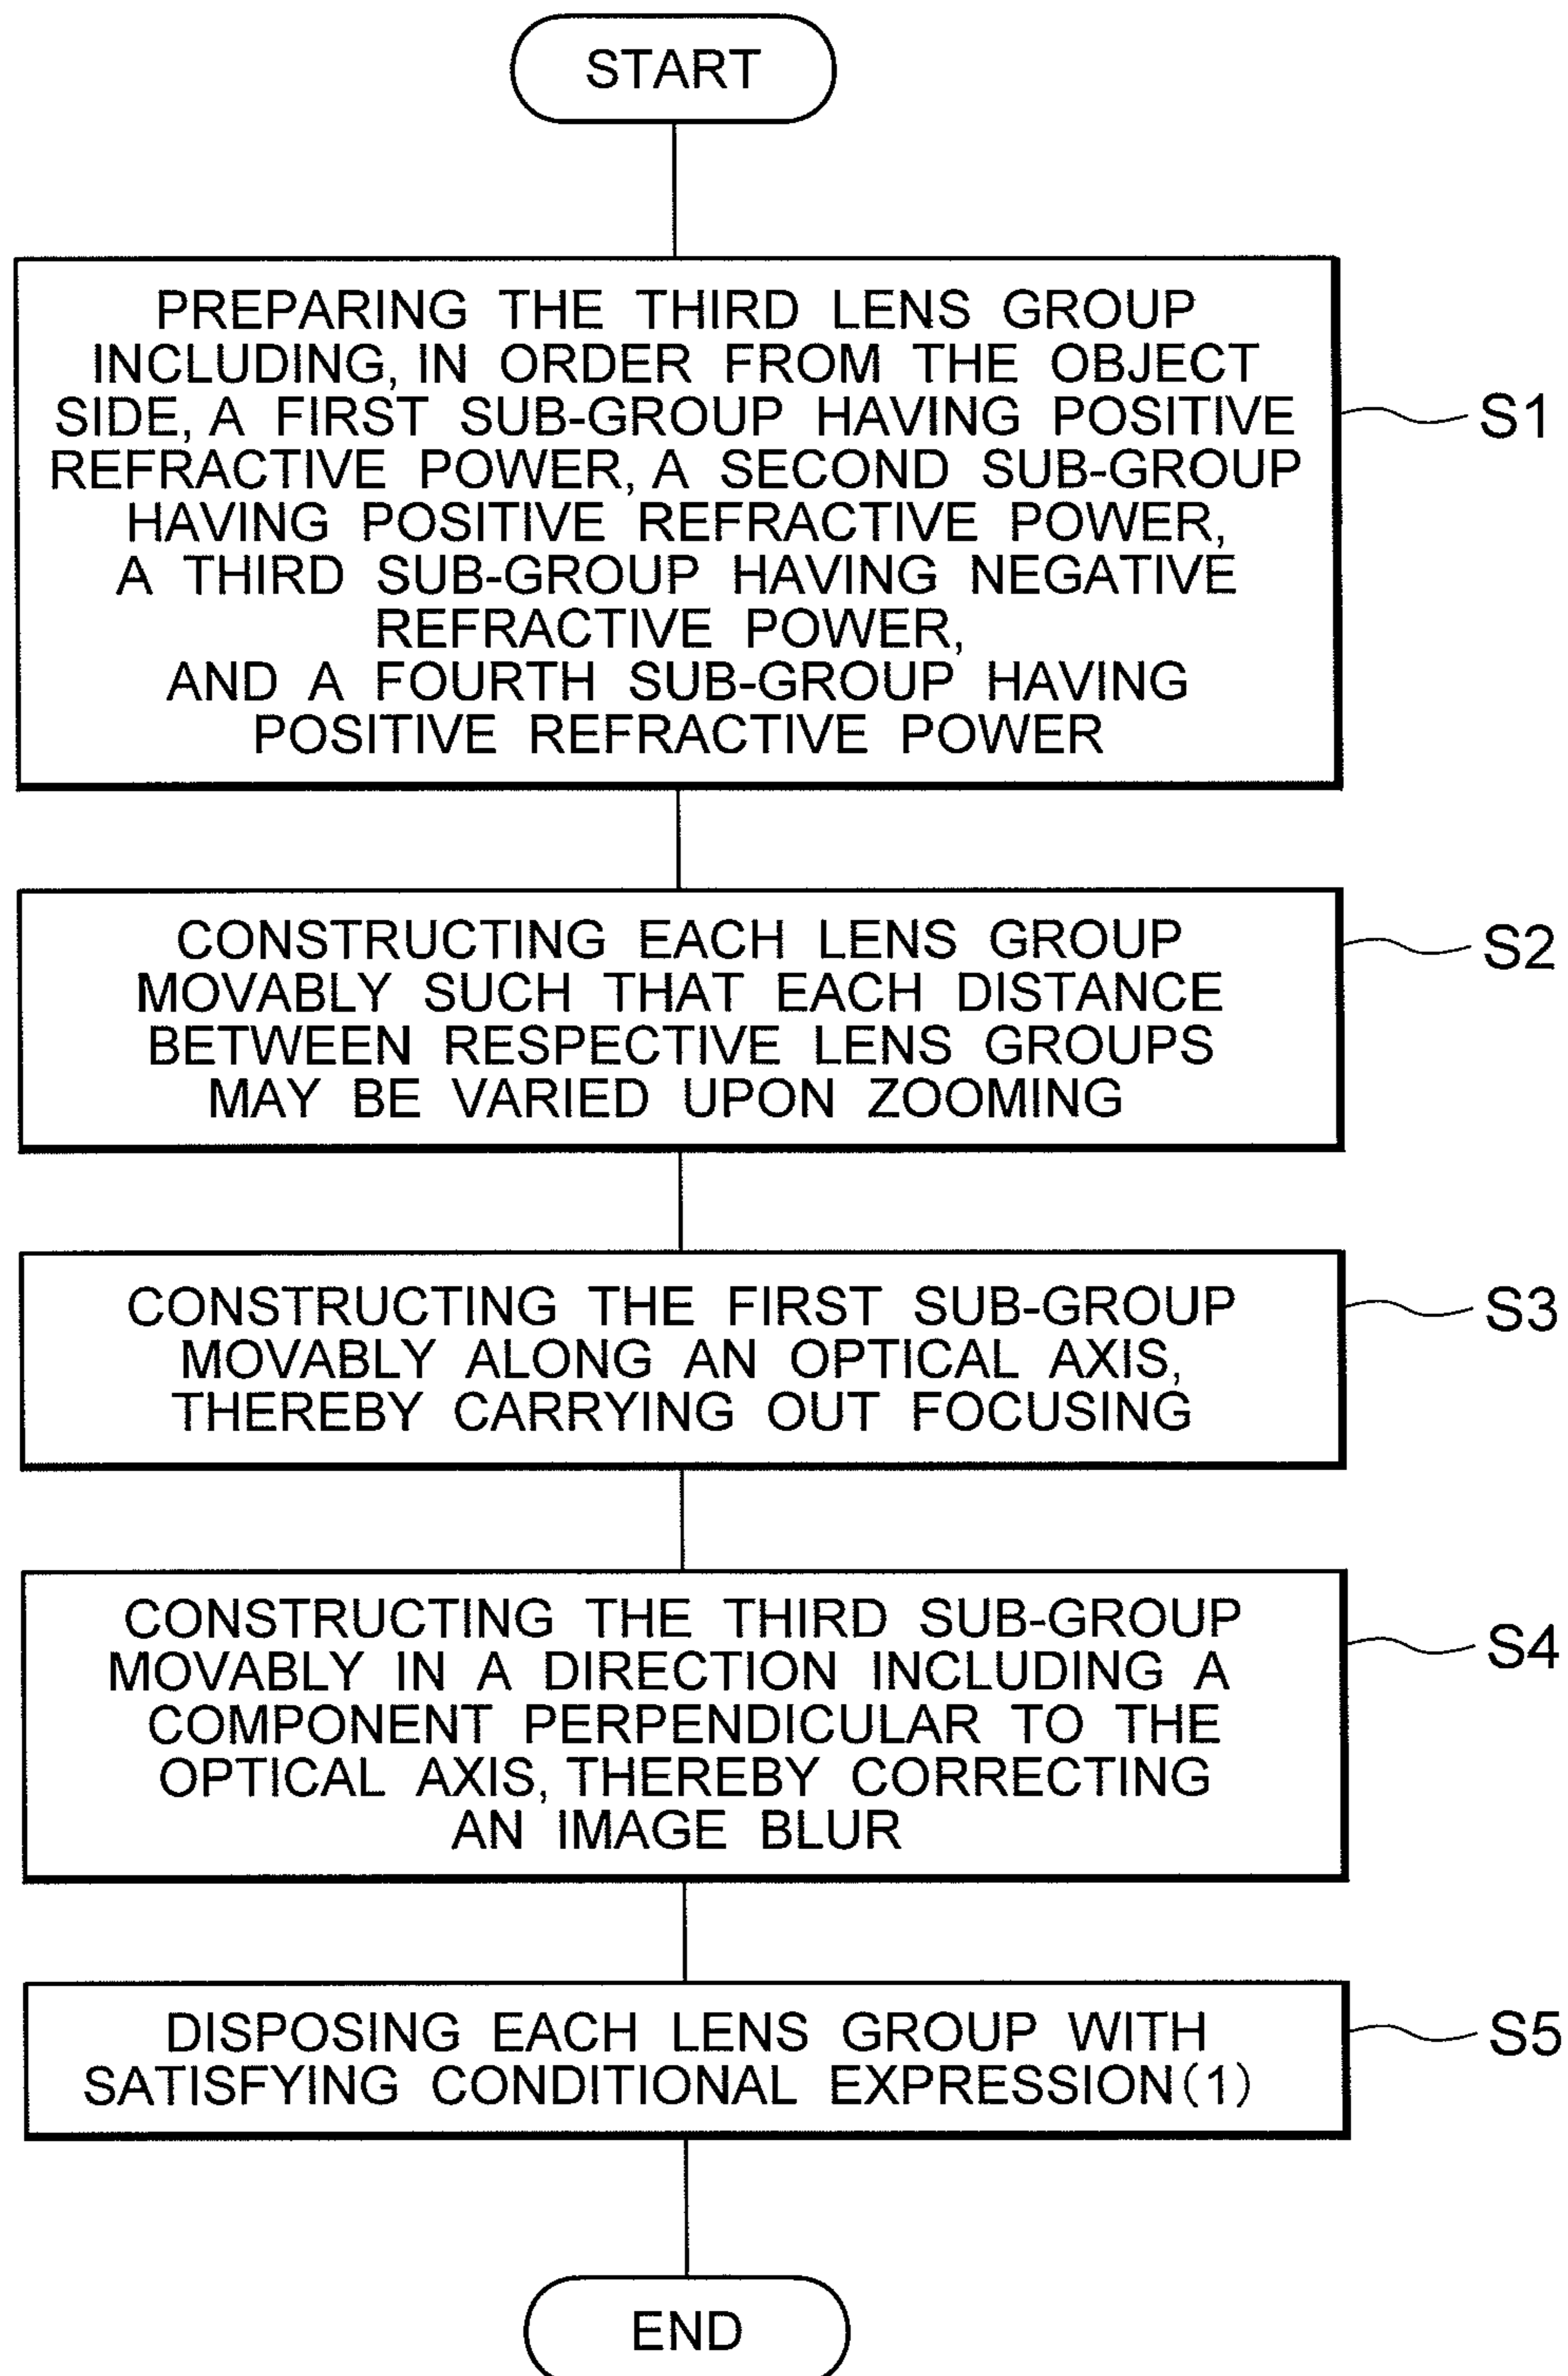 START
PREPARING THE THIRD LENS GROUP
INCLUDING, IN ORDER FROM THE OBJECT
SIDE, A FIRST SUB-GROUP HAVING POSITIVE
REFRACTIVE POWER, A SECOND SUB-GROUP
HAVING POSITIVE REFRACTIVE POWER,
A THIRD SUB-GROUP HAVING NEGATIVE
REFRACTIVE POWER,
AND A FOURTH SUB-GROUP HAVING
POSITIVE REFRACTIVE POWER
S1
CONSTRUCTING EACH LENS GROUP
MOVABLY SUCH THAT EACH DISTANCE
BETWEEN RESPECTIVE LENS GROUPS
MAY BE VARIED UPON ZOOMING
S2
CONSTRUCTING THE FIRST SUB-GROUP
MOVABLY ALONG AN OPTICAL AXIS,
THEREBY CARRYING OUT FOCUSING
S3
CONSTRUCTING THE THIRD SUB-GROUP
MOVABLY IN A DIRECTION INCLUDING A
COMPONENT PERPENDICULAR TO THE
OPTICAL AXIS, THEREBY CORRECTING
AN IMAGE BLUR
S4
DISPOSING EACH LENS GROUP WITH
SATISFYING CONDITIONAL EXPRESSION(1)
S5
END